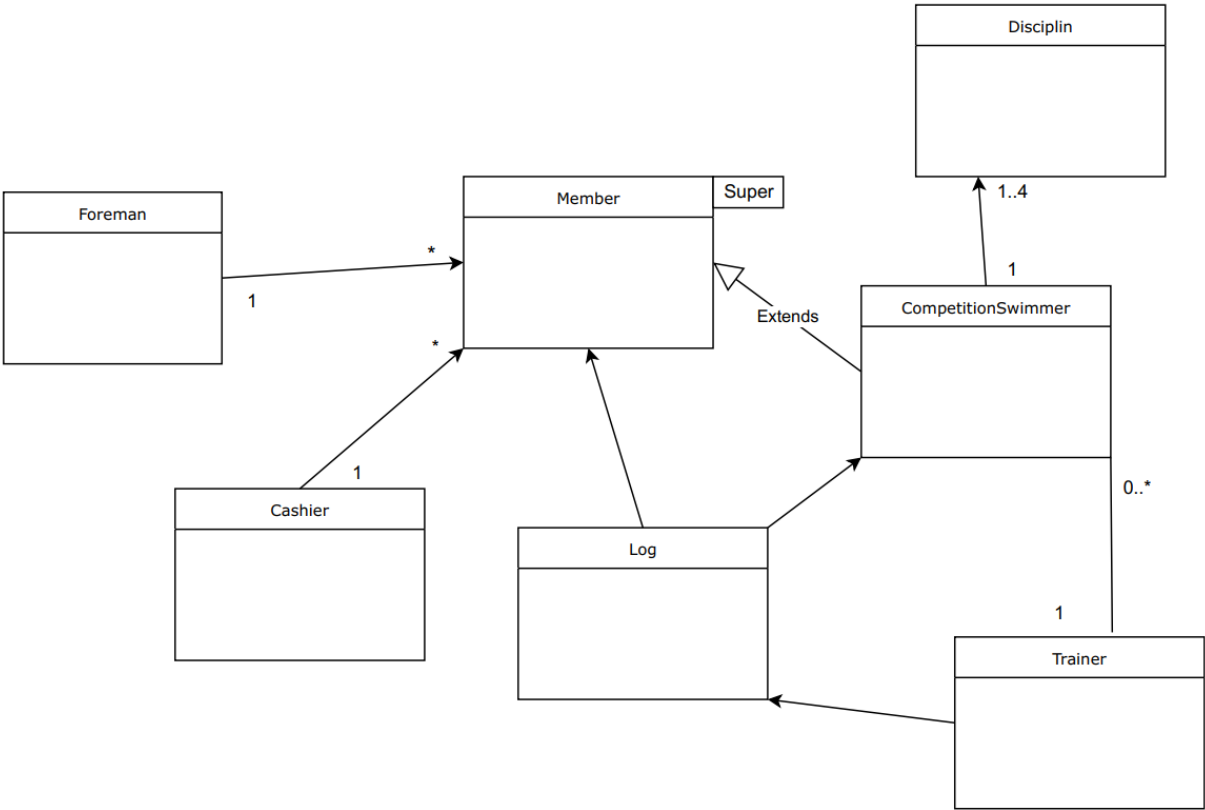 Disciplin
1..4
Member
Super
Foreman
*
1
1
Extends
CompetitionSwimmer
*
1
0..*
Cashier
Log
1
Trainer